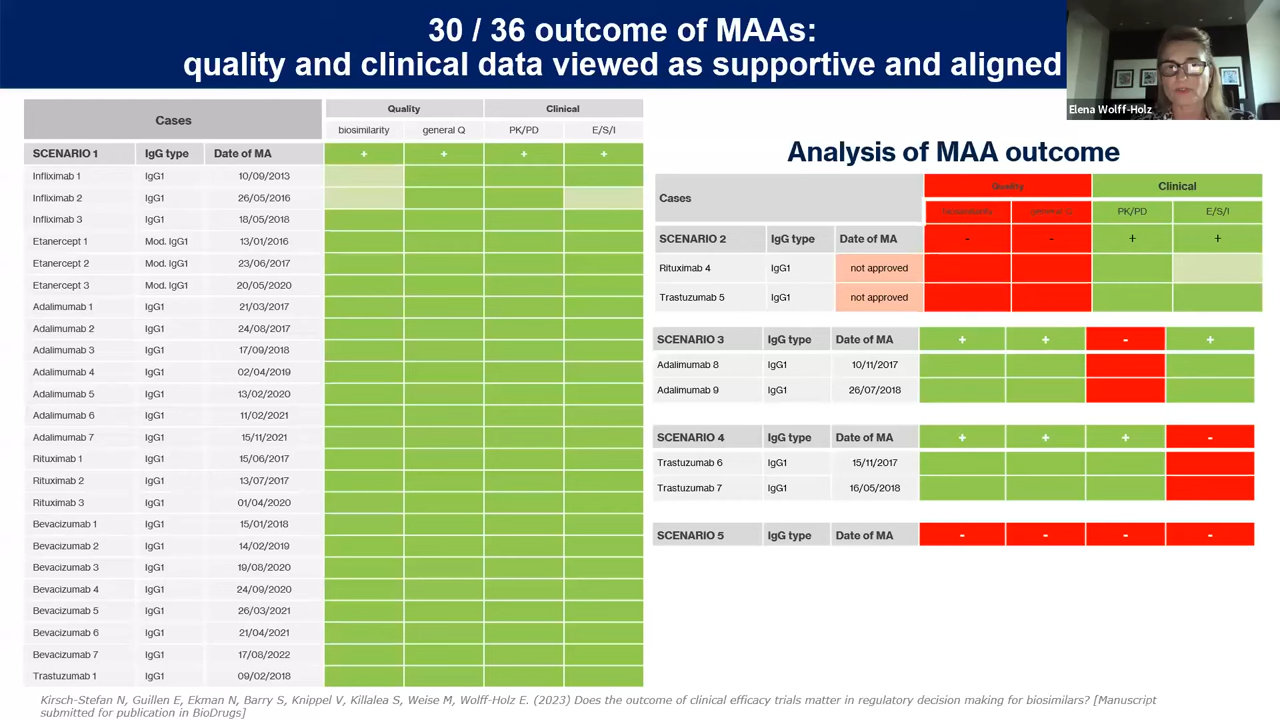 30 / 36 outcome of MAAs:
quality and clinical data viewed as supportive and aligned
Elena Wolff-Holz
Cases Quality Clinical
biosimilarity general Q PK/PD E/S/I
SCENARIO 1 IgG type Date of MA + + + +
Infliximab 1 IgG1 10/09/2013
Infliximab 2 IgG1 26/05/2016
Infliximab 3 IgG1 18/05/2018
Etanercept 1 Mod. IgG1 13/01/2016
Etanercept 2 Mod. IgG1 23/06/2017
Etanercept 3 Mod. IgG1 20/05/2020
Adalimumab 1 IgG1 21/03/2017
Adalimumab 2 IgG1 24/08/2017
Adalimumab 3 IgG1 17/09/2018
Adalimumab 4 IgG1 02/04/2019
Adalimumab 5 IgG1 13/02/2020
Adalimumab 6 IgG1 11/02/2021
Adalimumab 7 IgG1 15/11/2021
Rituximab 1 IgG1 15/06/2017
Rituximab 2 IgG1 13/07/2017
Rituximab 3 IgG1 01/04/2020
Bevacizumab 1 IgG1 15/01/2018
Bevacizumab 2 IgG1 14/02/2019
Bevacizumab 3 IgG1 19/08/2020
Bevacizumab 4 IgG1 24/09/2020
Bevacizumab 5 IgG1 26/03/2021
Bevacizumab 6 IgG1 21/04/2021
Bevacizumab 7 IgG1 17/08/2022
Trastuzumab 1 IgG1 09/02/2018
Analysis of MAA outcome
Cases Quality Clinical
biosimilarity general Q PK/PD E/S/I
SCENARIO 2 IgG type Date of MA - - + +
Rituximab 4 IgG1 not approved
Trastuzumab 5 IgG1 not approved
SCENARIO 3 IgG type Date of MA + + - +
Adalimumab 8 IgG1 10/11/2017
Adalimumab 9 IgG1 26/07/2018
SCENARIO 4 IgG type Date of MA + + + -
Trastuzumab 6 IgG1 15/11/2017
Trastuzumab 7 IgG1 16/05/2018
SCENARIO 5 IgG type Date of MA - - - -
Kirsch-Stefan N, Guillen E, Ekman N, Barry S, Knippel V, Killalea S, Weise M, Wolff-Holz E. (2023) Does the outcome of clinical efficacy trials matter in regulatory decision making for biosimilars? [Manuscript
submitted for publication in BioDrugs]